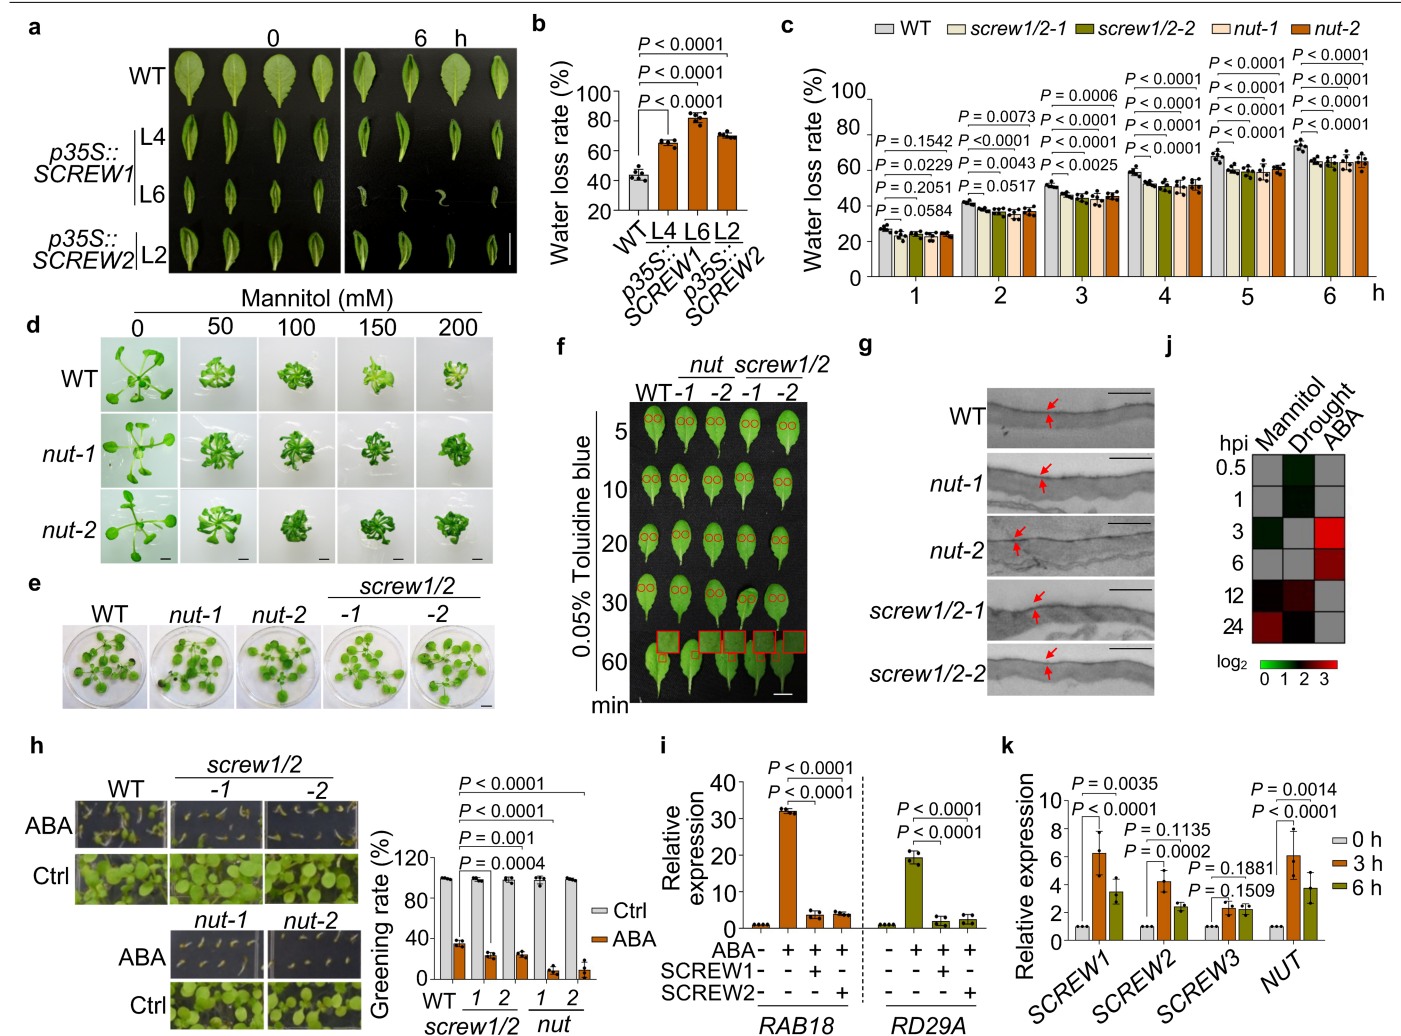 a
0 6 h
WT
L4
p35S::
SCREW1
L6
p35S::
SCREW2
L2
b
P < 0.0001
P < 0.0001
P < 0.0001
Water loss rate (%)
100
80
60
40
20
WT L4 L6 L2
p35S::
SCREW1
p35S::
SCREW2
c
WT screw1/2-1 screw1/2-2 nut-1 nut-2
Water loss rate (%)
100
80
60
40
20
0
P = 0.1542
P = 0.0229
P = 0.2051
P = 0.0584
P = 0.0073
P <0.0001
P = 0.0043
P = 0.0517
P = 0.0006
P < 0.0001
P < 0.0001
P < 0.0025
P < 0.0001
P < 0.0001
P < 0.0001
P < 0.0001
P < 0.0001
P < 0.0001
P < 0.0001
P < 0.0001
P < 0.0001
P < 0.0001
P < 0.0001
P < 0.0001
1 2 3 4 5 6 h
d
Mannitol (mM)
0 50 100 150 200
WT
nut-1
nut-2
e
screw1/2
WT nut-1 nut-2 -1 -2
f
nut screw1/2
WT -1 -2 -1 -2
0.05% Toluidine blue
5
10
20
30
60
min
g
WT
nut-1
nut-2
screw1/2-1
screw1/2-2
j
Mannitol
Drought
ABA
hpi
0.5
1
3
6
12
24
log2
0 1 2 3
h
screw1/2
WT -1 -2
ABA
Ctrl
nut-1 nut-2
ABA
Ctrl
P < 0.0001
P < 0.0001
P = 0.001
P = 0.0004
Greening rate (%)
120
80
40
0
Ctrl
ABA
WT 1 2 1 2
screw1/2 nut
i
Relative
expression
40
30
20
10
0
P < 0.0001
P < 0.0001
P < 0.0001
P < 0.0001
ABA - + + + - + + +
SCREW1 - - + - - - + -
SCREW2 - - - + - - - +
RAB18 RD29A
k
Relative expression
10
8
6
4
2
0
P = 0.0035
P < 0.0001
P = 0.1135
P = 0.0002
P = 0.1881
P = 0.1509
P = 0.0014
P < 0.0001
0 h
3 h
6 h
SCREW1 SCREW2 SCREW3 NUT